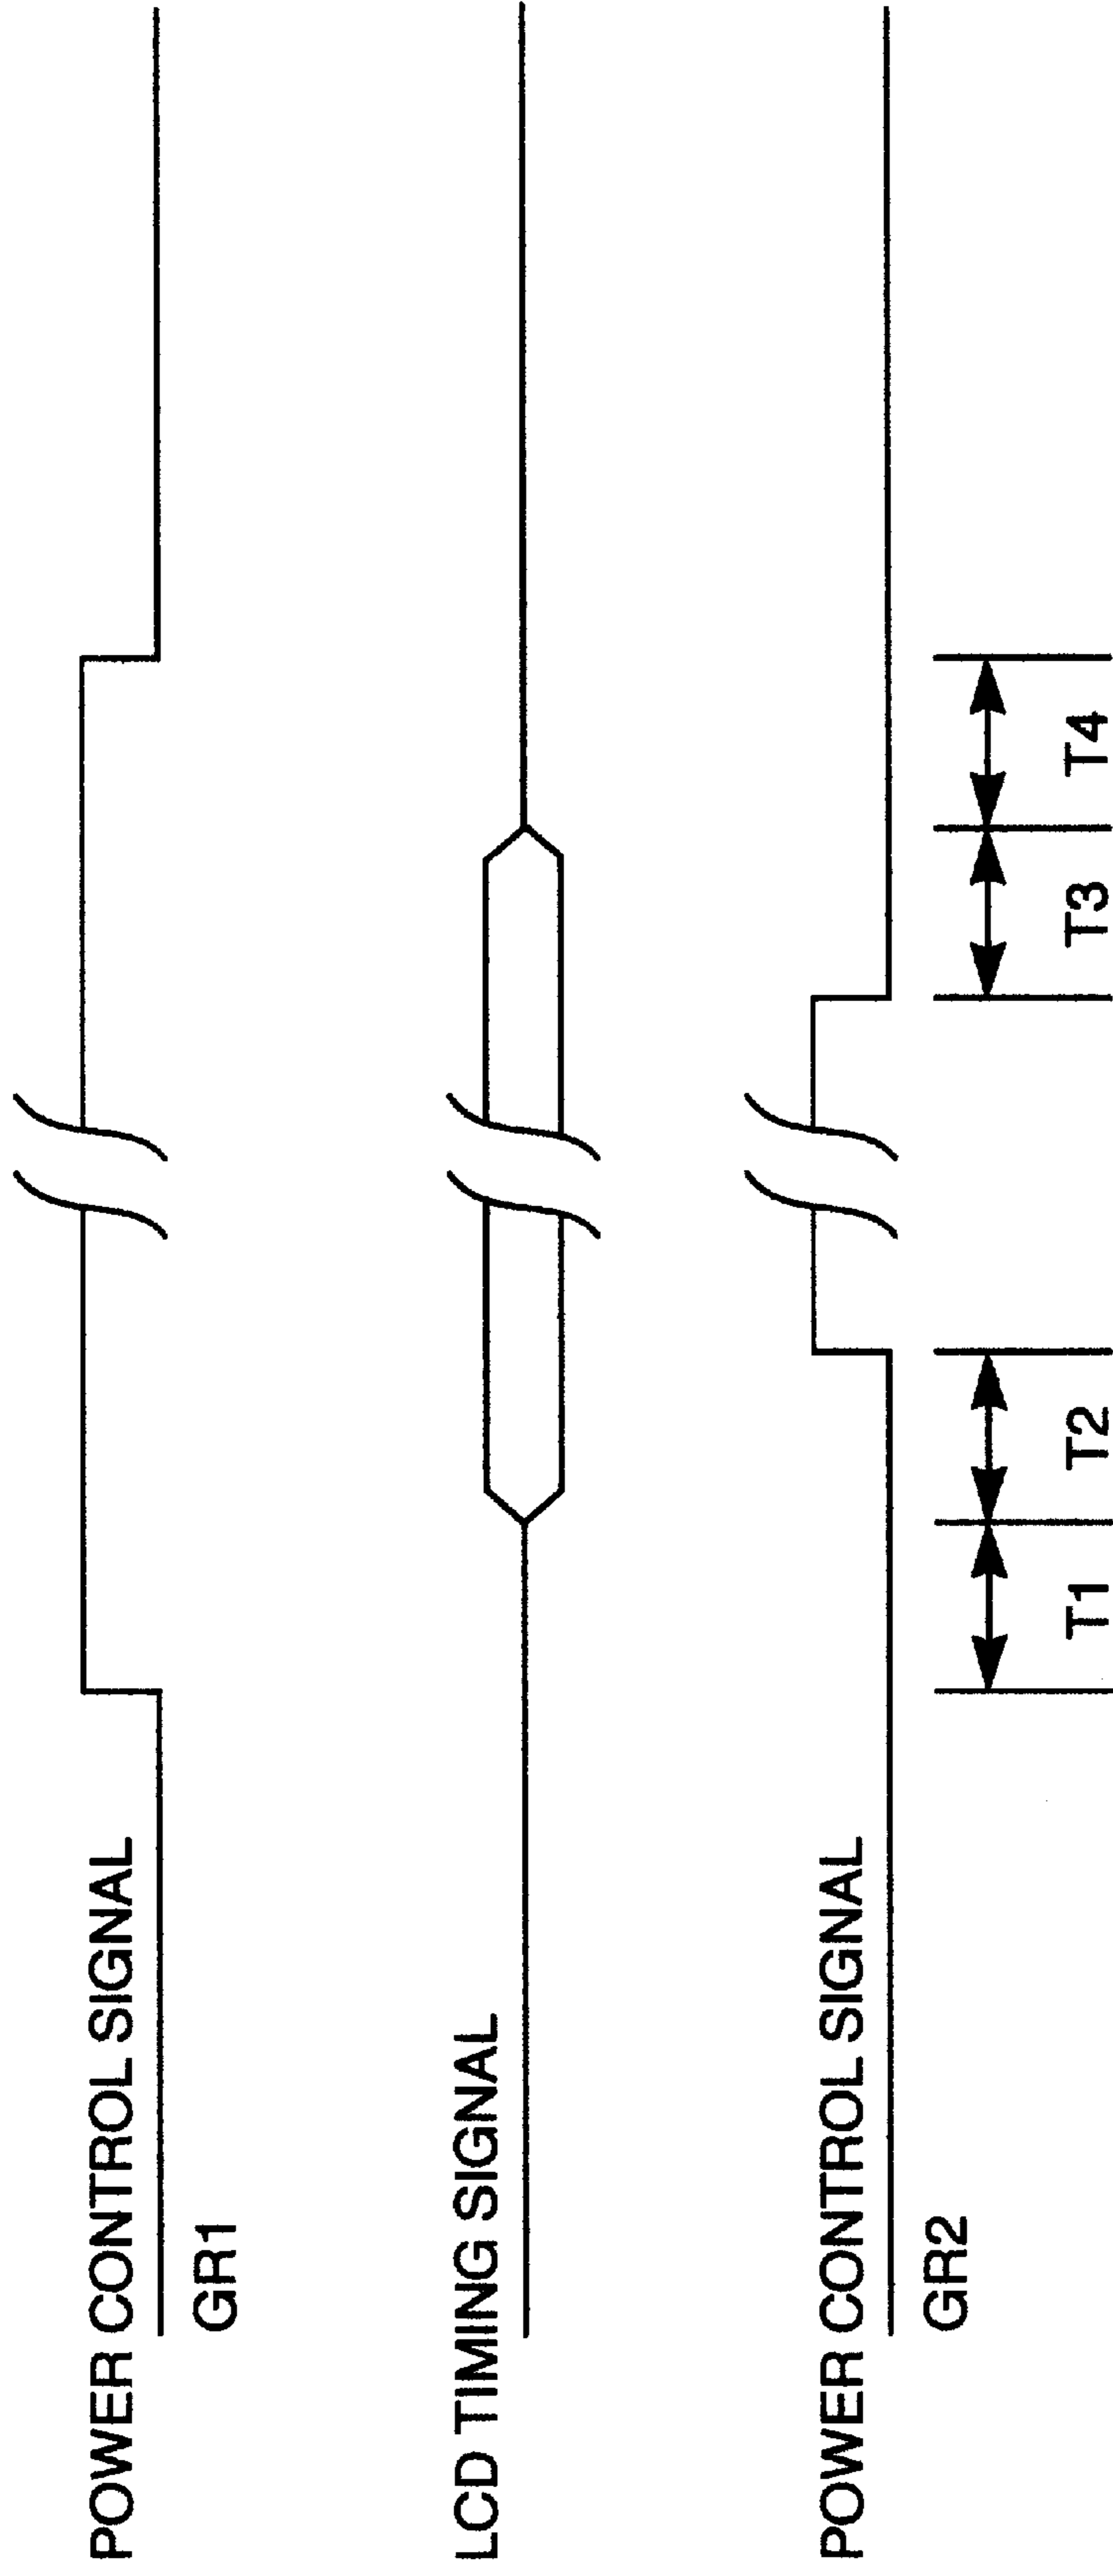 POWER CONTROL SIGNAL
GR1
LCD TIMING SIGNAL
POWER CONTROL SIGNAL
GR2
T1 T2 T3 T4